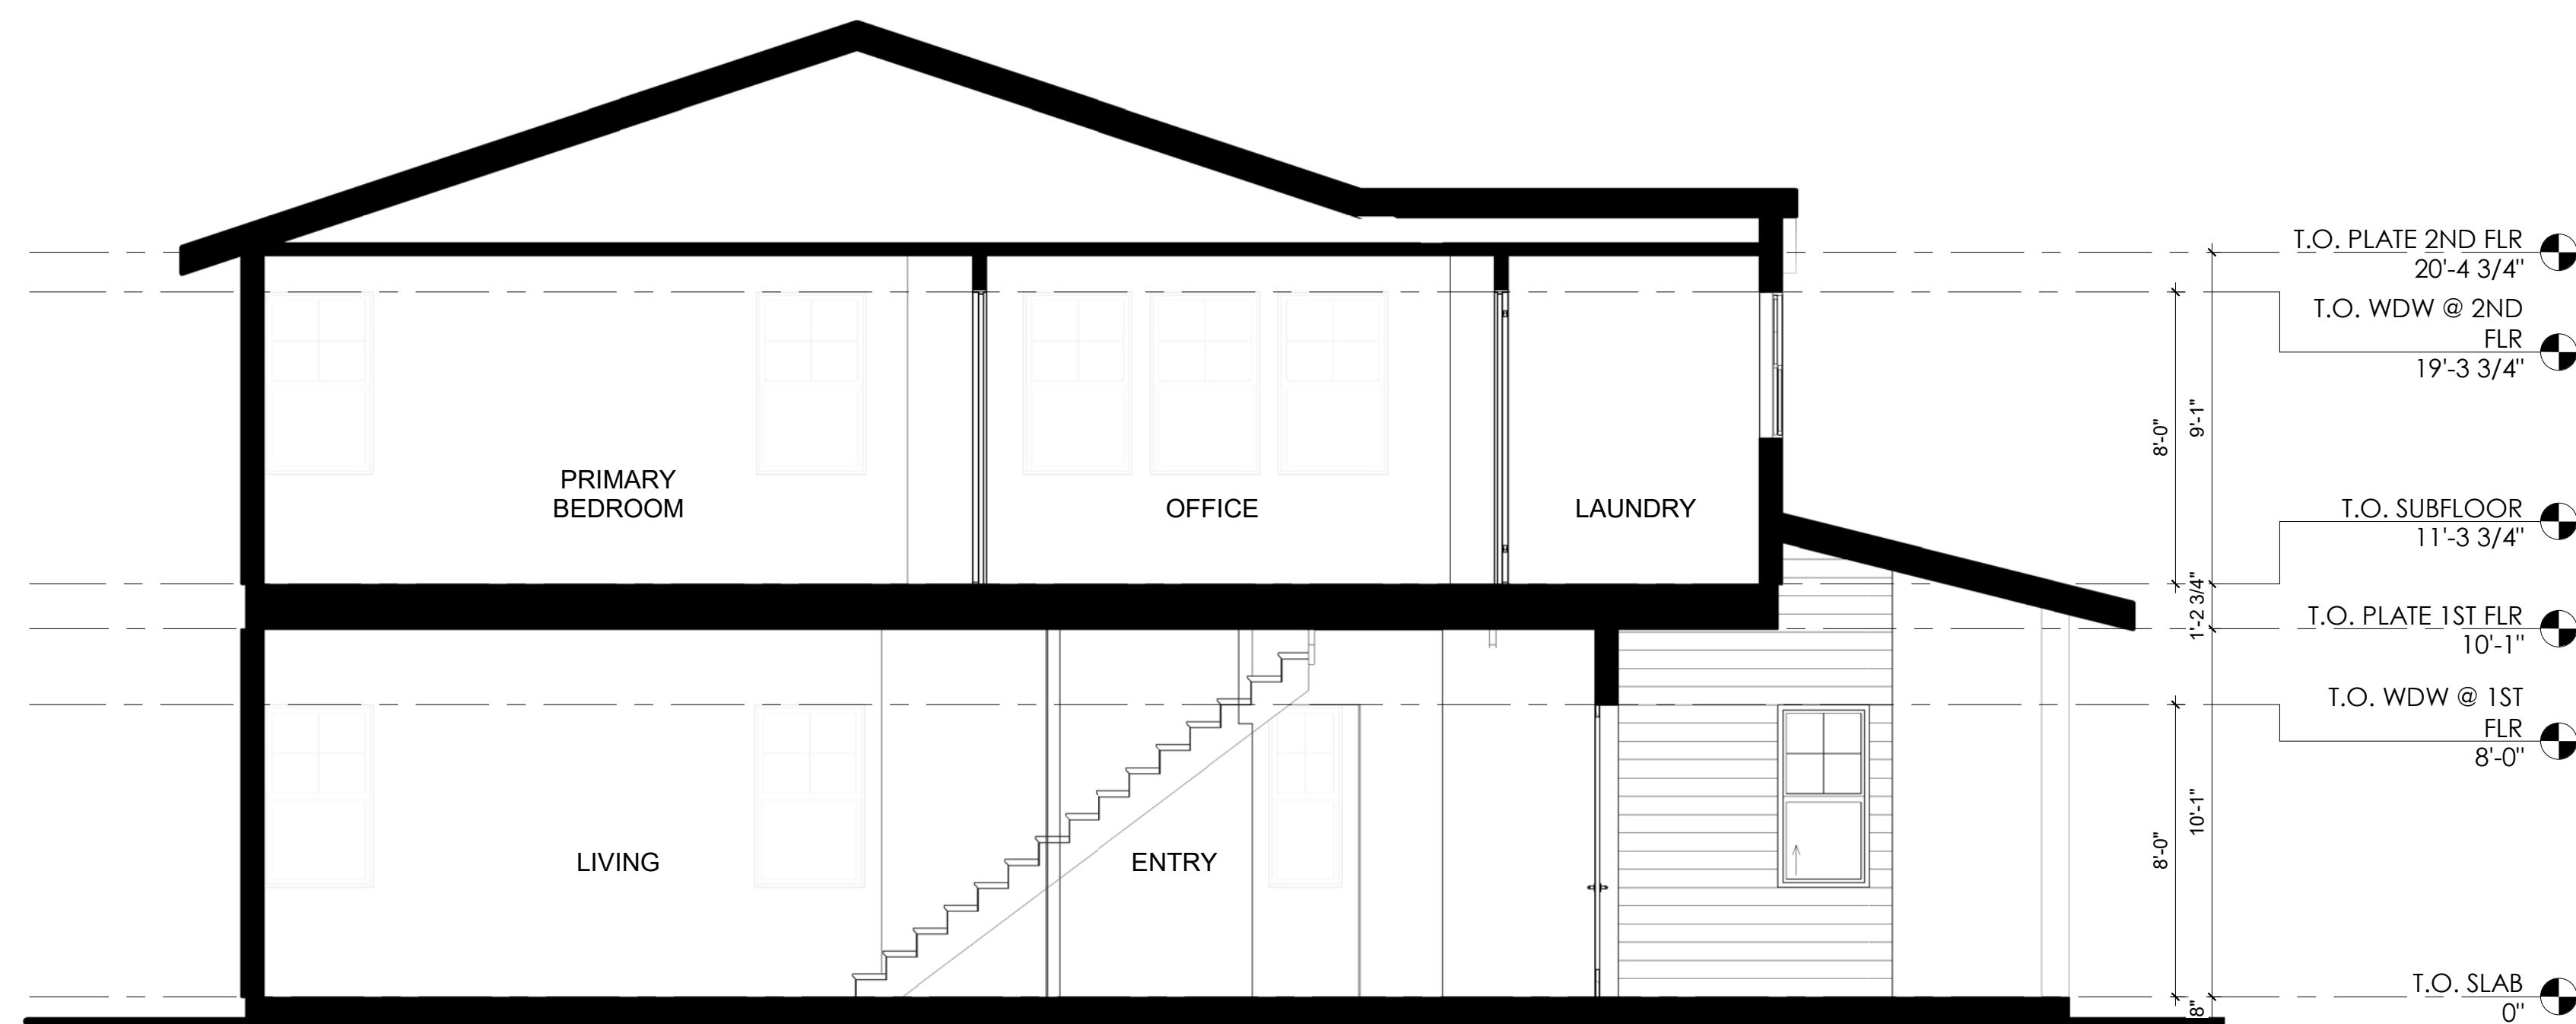 T.O. PLATE 2ND FLR
20'-4 3/4"
T.O. WDW @ 2ND
FLR
19'-3 3/4"
8'-0"
9'-1"
PRIMARY
BEDROOM
OFFICE
LAUNDRY
T.O. SUBFLOOR
11'-3 3/4"
1'-2 3/4"
T.O. PLATE 1ST FLR
10'-1"
T.O. WDW @ 1ST
FLR
8'-0"
8'-0"
10'-1"
LIVING
ENTRY
T.O. SLAB
0"
8"